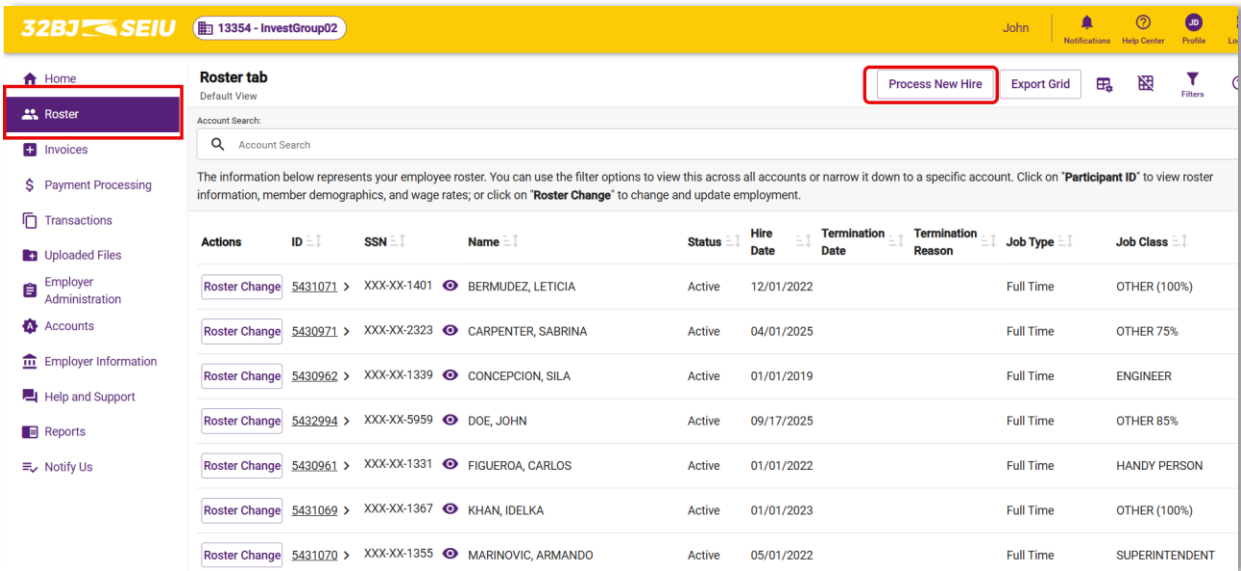 32BJ SEIU 13354 - InvestGroup02 John Notifications Help Center JD Profile
Home
Roster
Invoices
$ Payment Processing
Transactions
Uploaded Files
Employer
Administration
Accounts
Employer Information
Help and Support
Reports
Notify Us
Roster tab
Default View
Process New Hire Export Grid Filters
Account Search:
Account Search
The information below represents your employee roster. You can use the filter options to view this across all accounts or narrow it down to a specific account. Click on "Participant ID" to view roster
information, member demographics, and wage rates; or click on "Roster Change" to change and update employment.
Actions ID SSN Name Status Hire Date Termination Date Termination Reason Job Type Job Class
Roster Change 5431071 > XXX-XX-1401 BERMUDEZ, LETICIA Active 12/01/2022 Full Time OTHER (100%)
Roster Change 5430971 > XXX-XX-2323 CARPENTER, SABRINA Active 04/01/2025 Full Time OTHER 75%
Roster Change 5430962 > XXX-XX-1339 CONCEPCION, SILA Active 01/01/2019 Full Time ENGINEER
Roster Change 5432994 > XXX-XX-5959 DOE, JOHN Active 09/17/2025 Full Time OTHER 85%
Roster Change 5430961 > XXX-XX-1331 FIGUEROA, CARLOS Active 01/01/2022 Full Time HANDY PERSON
Roster Change 5431069 > XXX-XX-1367 KHAN, IDELKA Active 01/01/2023 Full Time OTHER (100%)
Roster Change 5431070 > XXX-XX-1355 MARINOVIC, ARMANDO Active 05/01/2022 Full Time SUPERINTENDENT